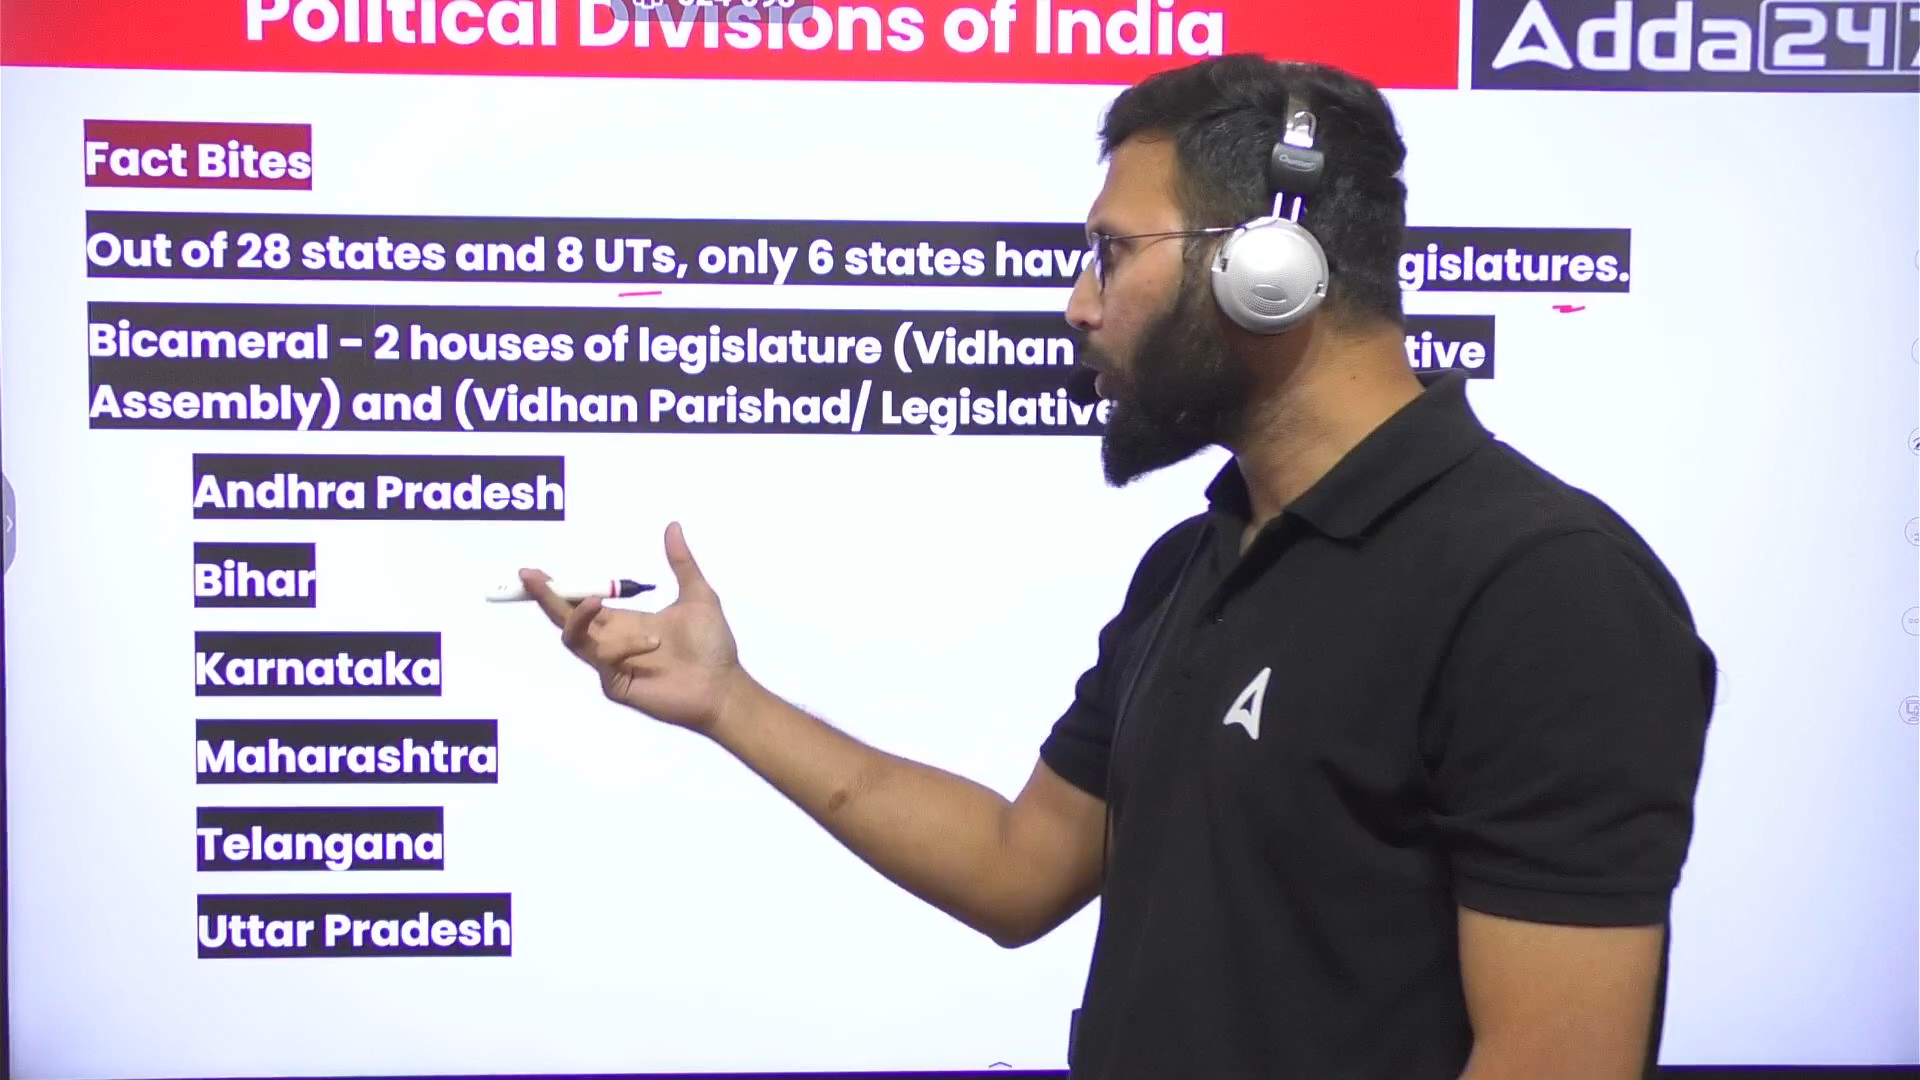 Political Divisions of India
Adda 247
Fact Bites
Out of 28 states and 8 UTs, only 6 states have gislatures.
Bicameral - 2 houses of legislature (Vidhan tive
Assembly) and (Vidhan Parishad/ Legislative
Andhra Pradesh
Bihar
Karnataka
Maharashtra
Telangana
Uttar Pradesh